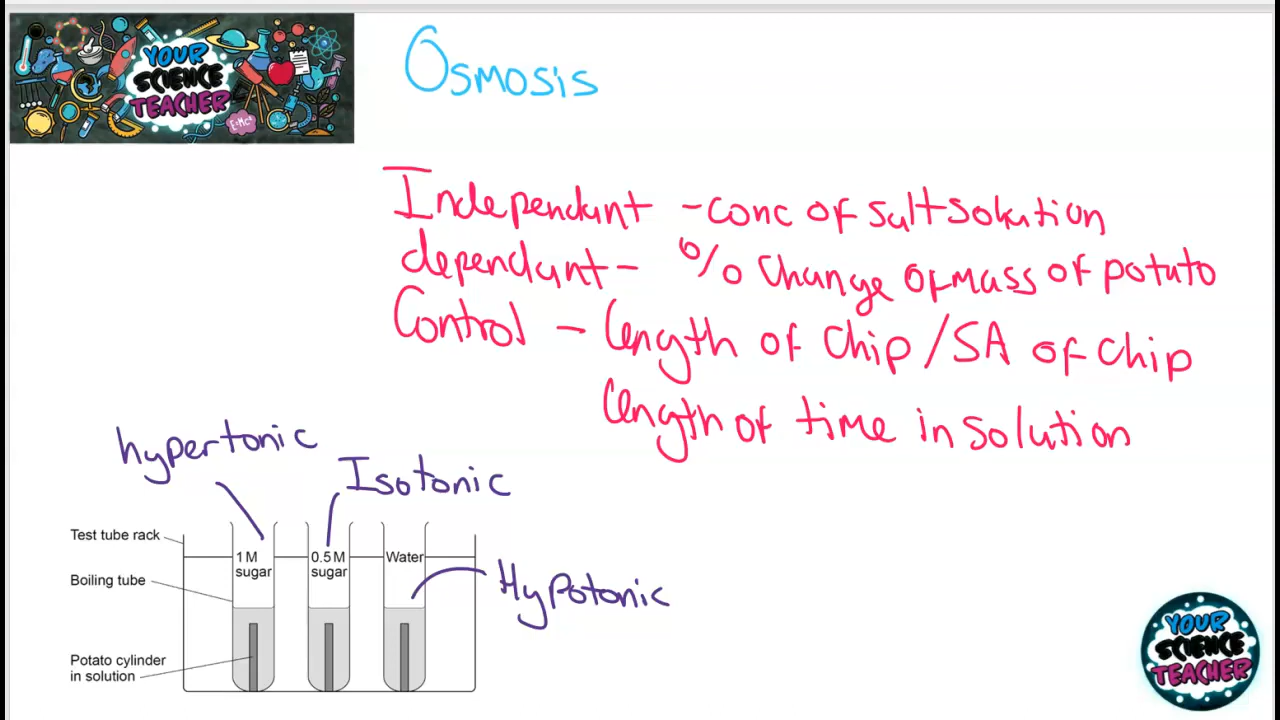 YOUR
SCIENCE
TEACHER
E=MC²
Osmosis
Independant - conc of salt solution
dependant - % Change of mass of potato
Control - length of chip / SA of chip
length of time in solution
hypertonic
Isotonic
Test tube rack
1 M
sugar
0.5 M
sugar
Water
Boiling tube
Hypotonic
Potato cylinder
in solution
YOUR
SCIENCE
TEACHER